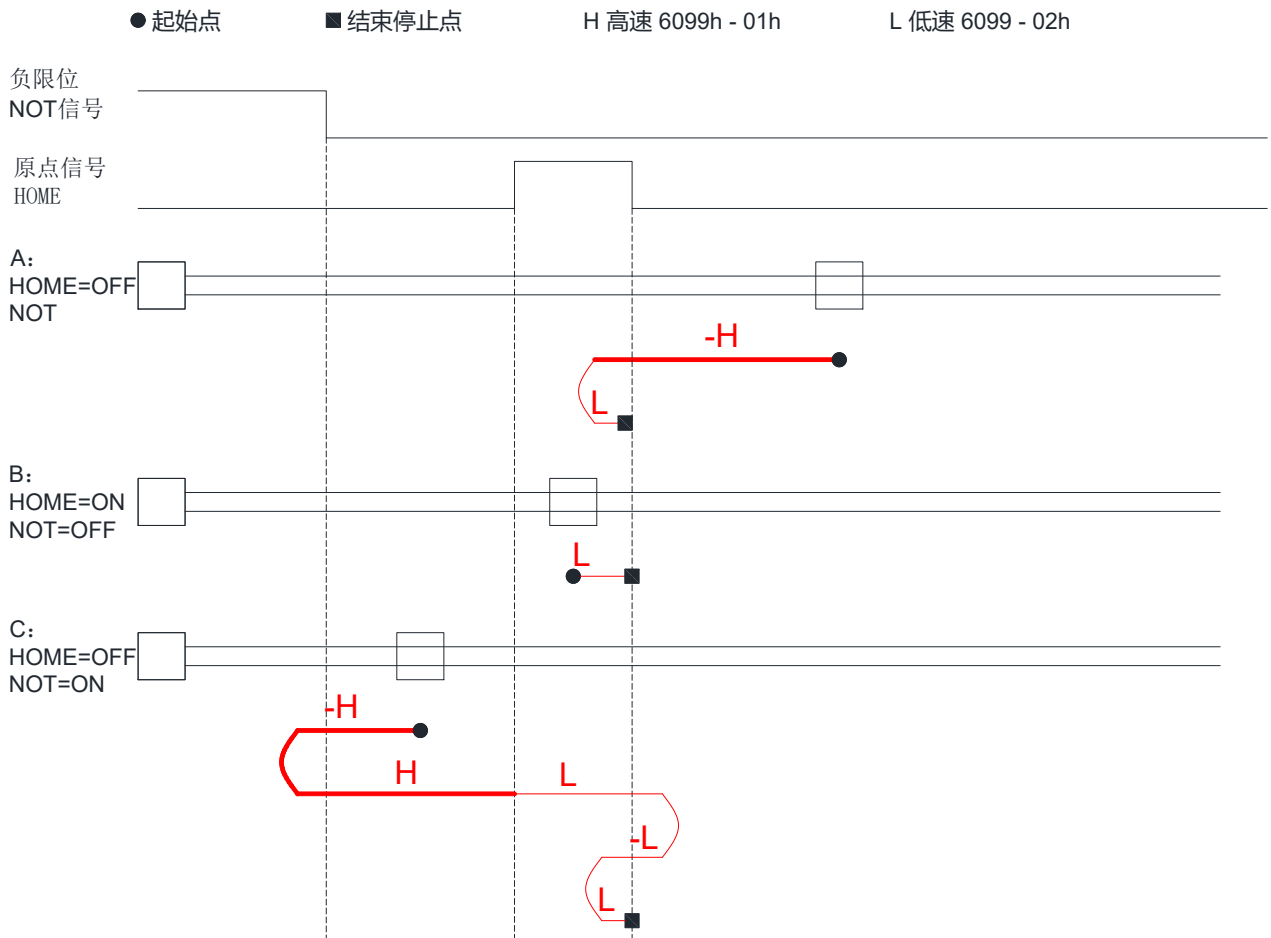 起始点 结束停止点 H 高速 6099h - 01h L 低速 6099 - 02h
负限位
NOT信号
原点信号
HOME
A:
HOME=OFF
NOT
-H
L
B:
HOME=ON
NOT=OFF
L
C:
HOME=OFF
NOT=ON
-H
H
L
-L
L